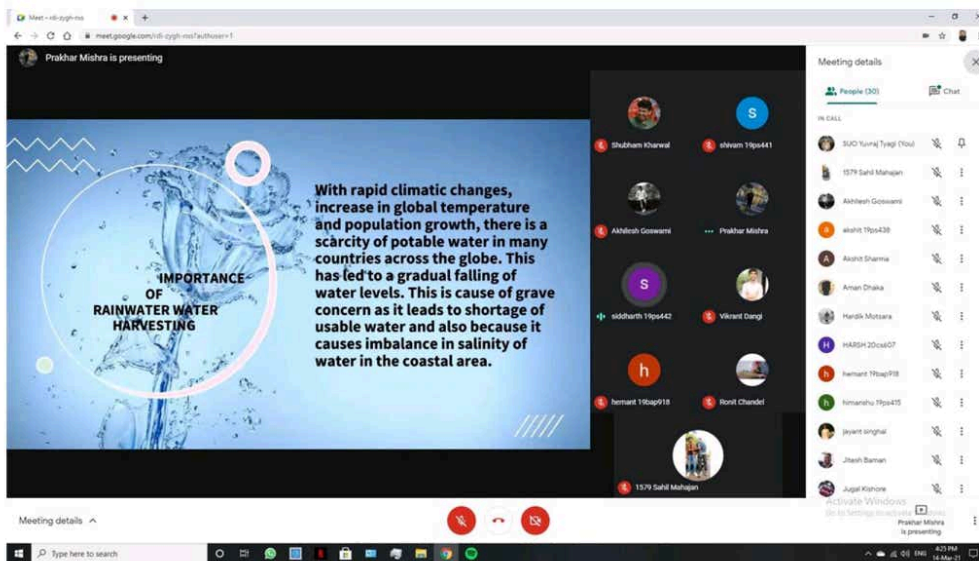 Meet – rdi-zygh-nss
meet.google.com/rdi-zygh-nss?authuser=1
Prakhar Mishra is presenting
IMPORTANCE
OF
RAINWATER WATER
HARVESTING
With rapid climatic changes,
increase in global temperature
and population growth, there is a
scarcity of potable water in many
countries across the globe. This
has led to a gradual falling of
water levels. This is cause of grave
concern as it leads to shortage of
usable water and also because it
causes imbalance in salinity of
water in the coastal area.
S
Shubham Kharwal
shivam 19ps441
Akhilesh Goswami
Prakhar Mishra
S
siddharth 19ps442
Vikrant Dangi
h
hemant 19bap918
Ronit Chandel
1579 Sahil Mahajan
Meeting details
People (30)
Chat
IN CALL
SUO Yuvraj Tyagi (You)
1579 Sahil Mahajan
Akhilesh Goswami
a
akshit 19ps438
A
Akshit Sharma
Aman Dhaka
Hardik Motsara
H
HARSH 20cs607
h
hemant 19bap918
h
himanshu 19ps415
jayant singhal
Jitesh Baman
Jugal Kishore
Activate Windows
Go to Settings to activate
Prakhar Mishra
is presenting
Meeting details
Type here to search
ENG
4:25 PM
14-Mar-21